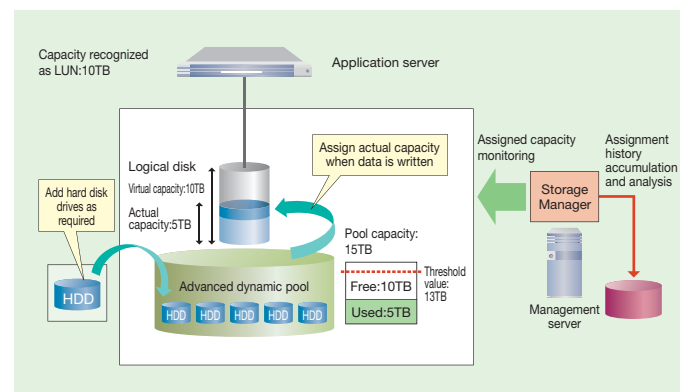 Capacity recognized
as LUN:10TB
Application server
Logical disk
Virtual capacity:10TB
Actual
capacity:5TB
Assign actual capacity
when data is written
Add hard disk
drives as
required
HDD
Advanced dynamic pool
HDD HDD HDD HDD HDD
Pool capacity:
15TB
Threshold
value:
13TB
Free:10TB
Used:5TB
Assigned capacity
monitoring
Assignment
history
accumulation
and analysis
Storage
Manager
Management
server